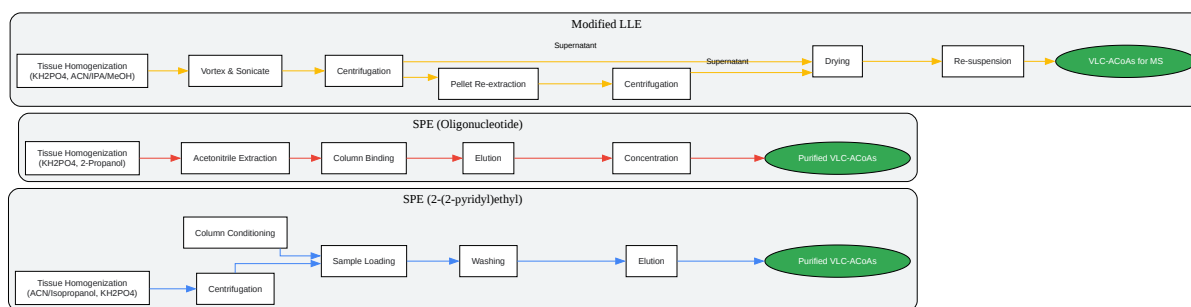 Modified LLE
Supernatant
Tissue Homogenization
(KH2PO4, ACN/IPA/MeOH)
Vortex & Sonicate
Centrifugation
Supernatant
Drying
Re-suspension
VLC-ACoAs for MS
Pellet Re-extraction
Centrifugation
SPE (Oligonucleotide)
Tissue Homogenization
(KH2PO4, 2-Propanol)
Acetonitrile Extraction
Column Binding
Elution
Concentration
Purified VLC-ACoAs
SPE (2-(2-pyridyl)ethyl)
Column Conditioning
Sample Loading
Washing
Elution
Purified VLC-ACoAs
Tissue Homogenization
(ACN/Isopropanol, KH2PO4)
Centrifugation